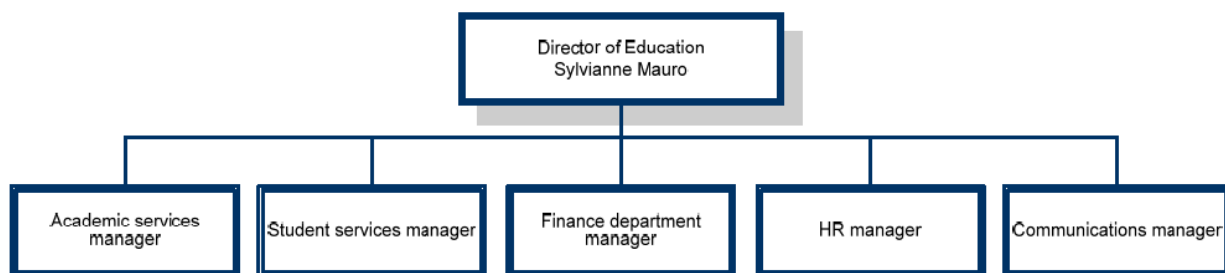 Director of Education
Sylvianne Mauro
Academic services
manager
Student services manager
Finance department
manager
HR manager
Communications manager